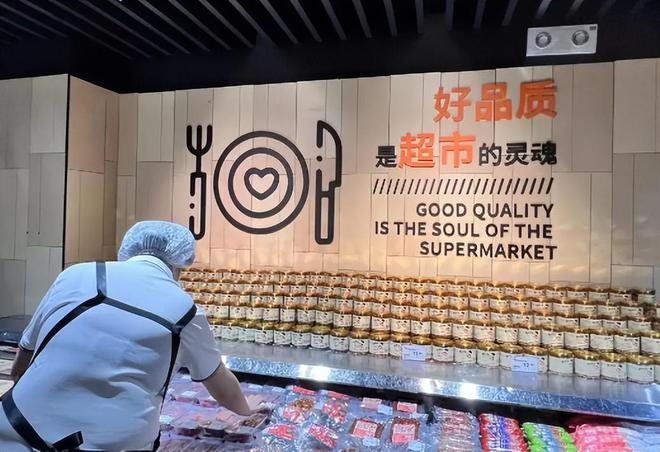 好品质
是超市的灵魂
GOOD QUALITY
IS THE SOUL OF THE
SUPERMARKET